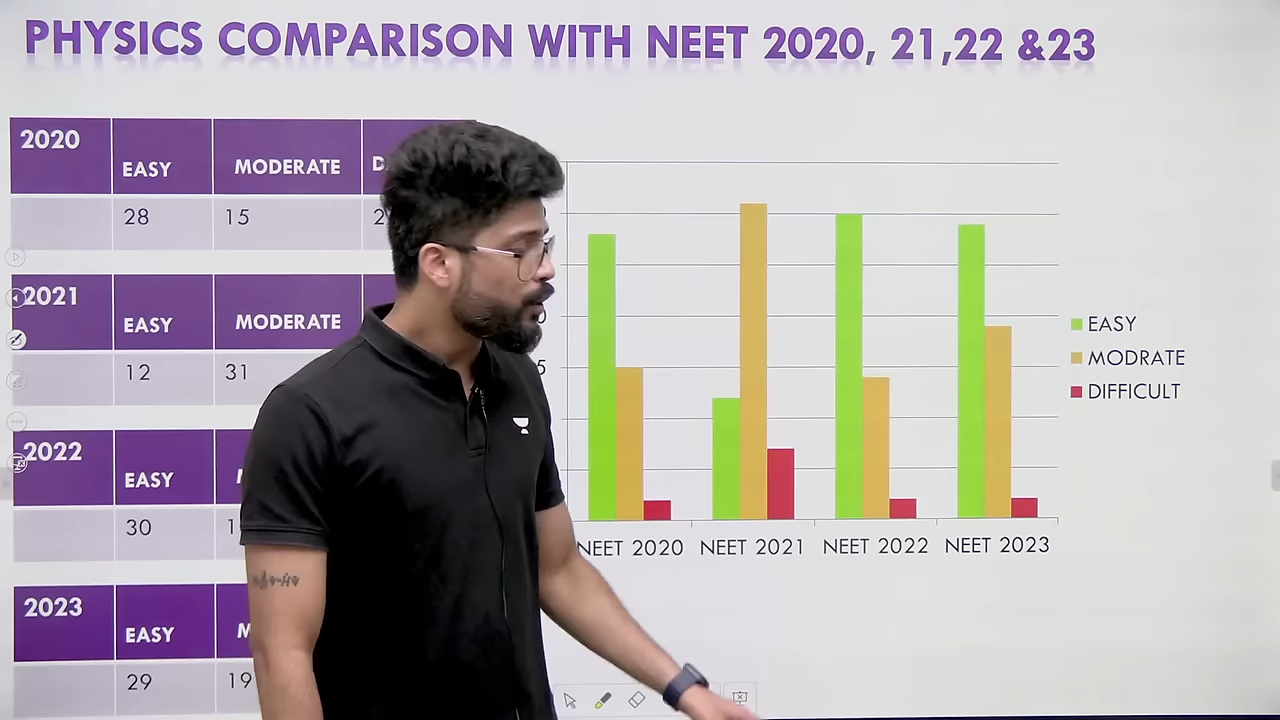 PHYSICS COMPARISON WITH NEET 2020, 21,22 &23
2020 EASY MODERATE
28 15 2
2021 EASY MODERATE
12 31
2022 EASY
30
2023 EASY
29 19
EASY
MODRATE
DIFFICULT
NEET 2020 NEET 2021 NEET 2022 NEET 2023